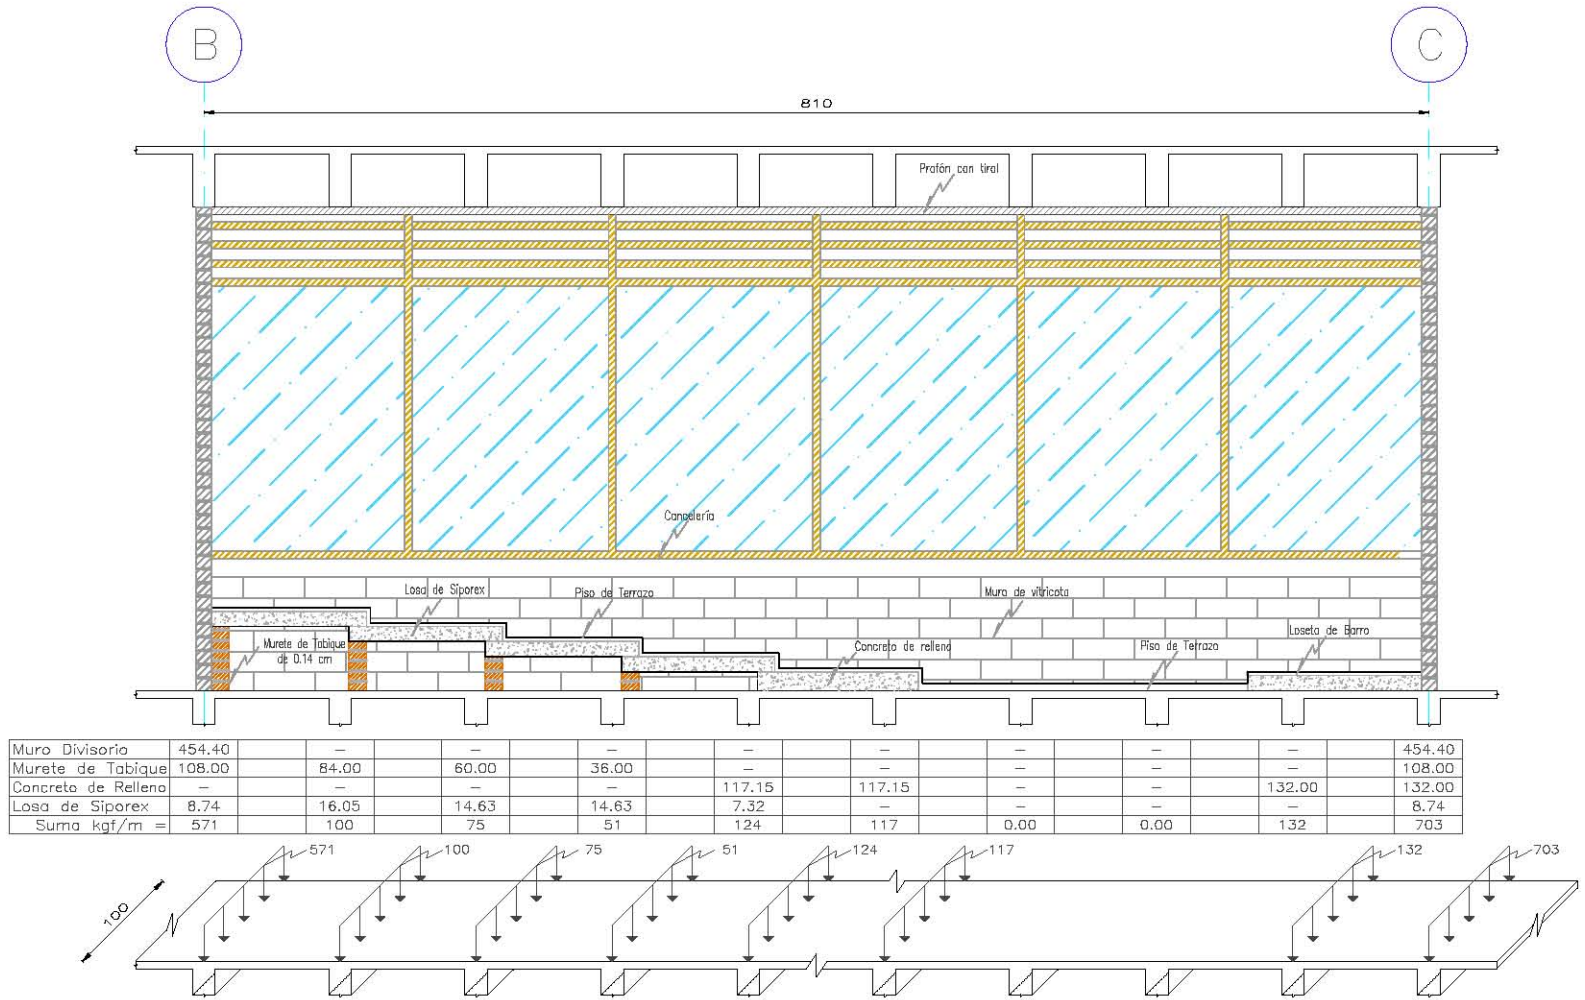 B
C
810
Prafón con tirol
Cancelería
Losa de Siporex
Piso de Terrazo
Muro de vitricota
Loseta de Barro
Murete de Tabique
de 0.14 cm
Concreto de relleno
Piso de Terrazo
Muro Divisorio 454.40 – – – – – – – – 454.40
Murete de Tabique 108.00 84.00 60.00 36.00 – – – – – 108.00
Concreto de Relleno – – – – 117.15 117.15 – – 132.00 132.00
Losa de Siporex 8.74 16.05 14.63 14.63 7.32 – – – – 8.74
Suma kgf/m = 571 100 75 51 124 117 0.00 0.00 132 703
571 100 75 51 124 117 132 703
100